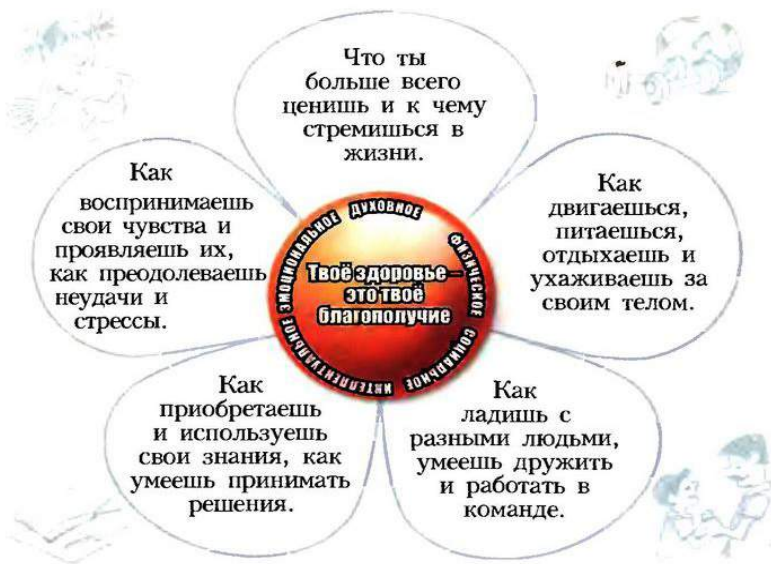 Что ты
больше всего
ценишь и к чему
стремишься в
жизни.
Как
воспринимаешь
свои чувства и
проявляешь их,
как преодолеваешь
неудачи и
стрессы.
Как
двигаешься,
питаешься,
отдыхаешь и
ухаживаешь за
своим телом.
ДУХОВНОЕ
ФИЗИЧЕСКОЕ
СОЦИАЛЬНОЕ
ИНТЕЛЛЕКТУАЛЬНОЕ
ЭМОЦИОНАЛЬНОЕ
Твоё здоровье –
это твоё
благополучие
Как
приобретаешь
и используешь
свои знания, как
умеешь принимать
решения.
Как
ладишь с
разными людьми,
умеешь дружить
и работать в
команде.